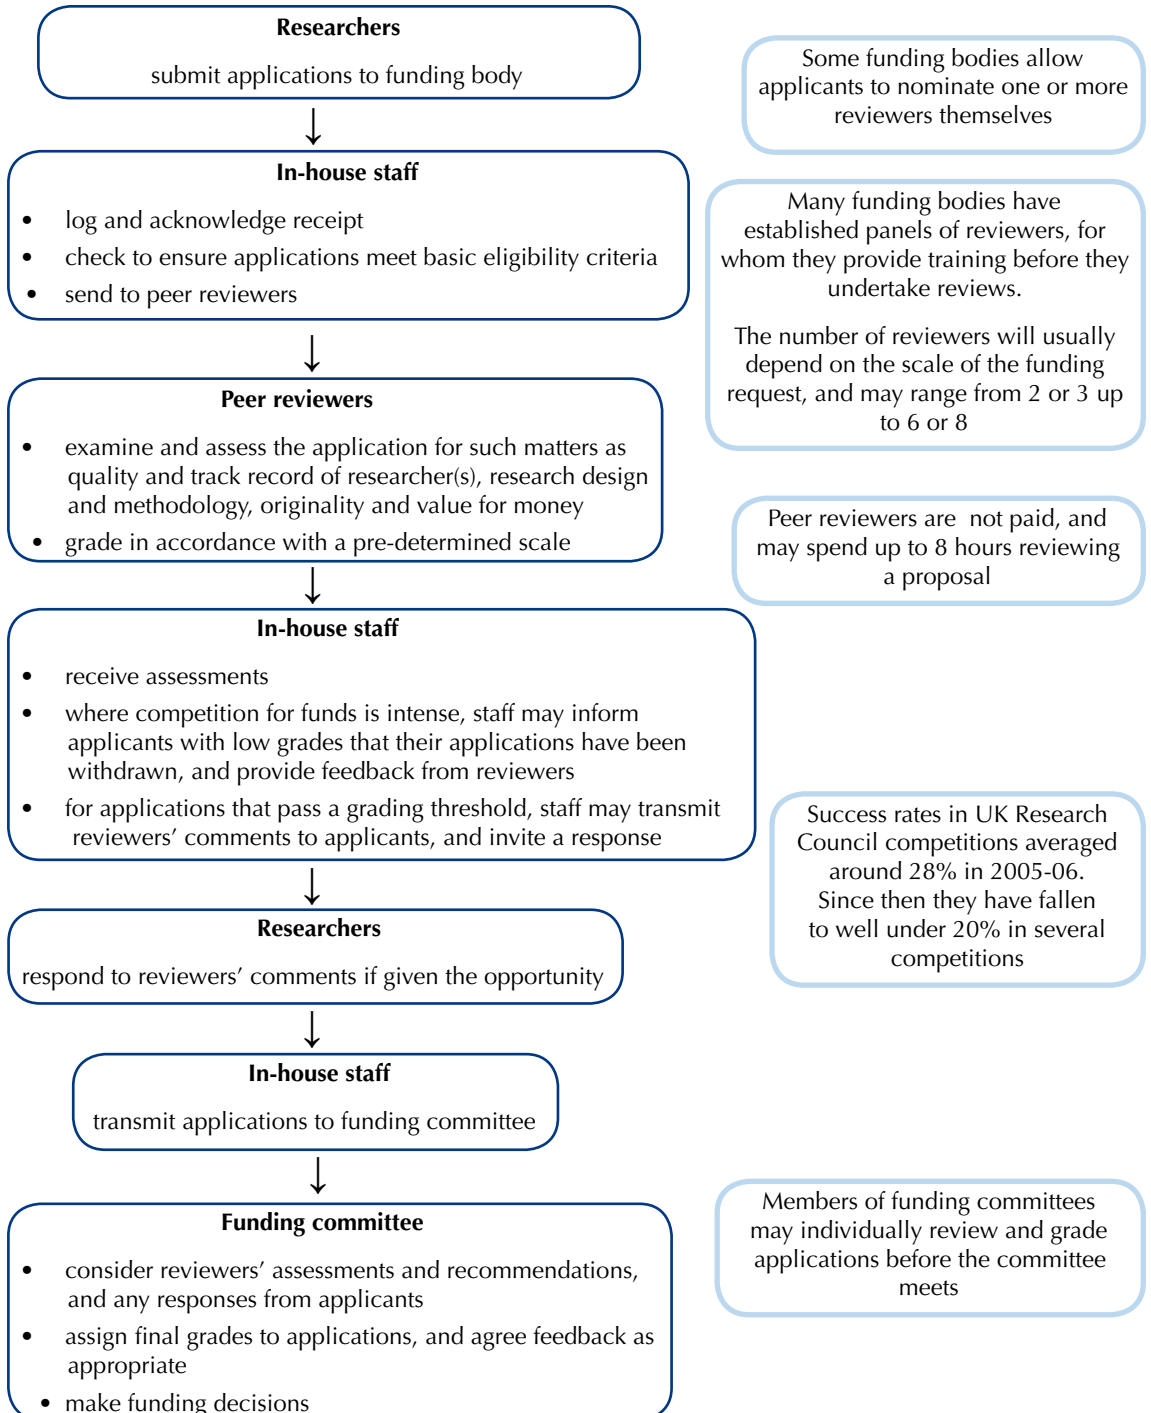 Researchers
submit applications to funding body
Some funding bodies allow
applicants to nominate one or more
reviewers themselves
In-house staff
• log and acknowledge receipt
• check to ensure applications meet basic eligibility criteria
• send to peer reviewers
Many funding bodies have
established panels of reviewers, for
whom they provide training before they
undertake reviews.
The number of reviewers will usually
depend on the scale of the funding
request, and may range from 2 or 3 up
to 6 or 8
Peer reviewers
• examine and assess the application for such matters as
quality and track record of researcher(s), research design
and methodology, originality and value for money
• grade in accordance with a pre-determined scale
Peer reviewers are not paid, and
may spend up to 8 hours reviewing
a proposal
In-house staff
• receive assessments
• where competition for funds is intense, staff may inform
applicants with low grades that their applications have been
withdrawn, and provide feedback from reviewers
• for applications that pass a grading threshold, staff may transmit
reviewers’ comments to applicants, and invite a response
Success rates in UK Research
Council competitions averaged
around 28% in 2005-06.
Since then they have fallen
to well under 20% in several
competitions
Researchers
respond to reviewers’ comments if given the opportunity
In-house staff
transmit applications to funding committee
Funding committee
• consider reviewers’ assessments and recommendations,
and any responses from applicants
• assign final grades to applications, and agree feedback as
appropriate
• make funding decisions
Members of funding committees
may individually review and grade
applications before the committee
meets